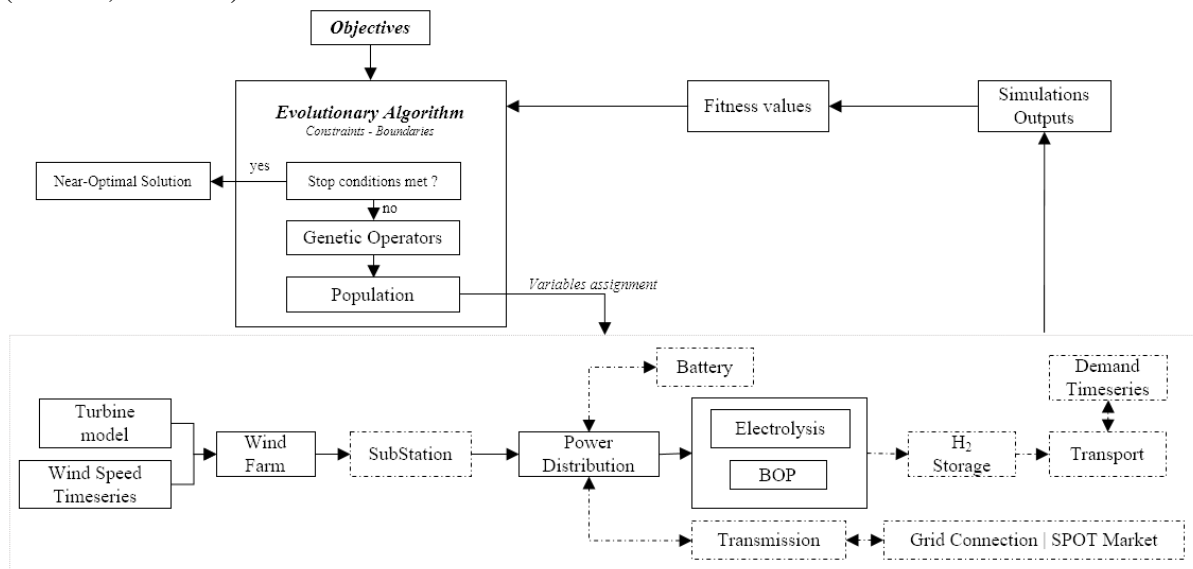 Objectives
Evolutionary Algorithm
Constraints - Boundaries
Fitness values
Simulations
Outputs
yes
Near-Optimal Solution
Stop conditions met ?
no
Genetic Operators
Population
Variables assignment
Battery
Demand
Timeseries
Turbine
model
Wind Speed
Timeseries
Wind
Farm
SubStation
Power
Distribution
Electrolysis
BOP
H₂
Storage
Transport
Transmission
Grid Connection | SPOT Market